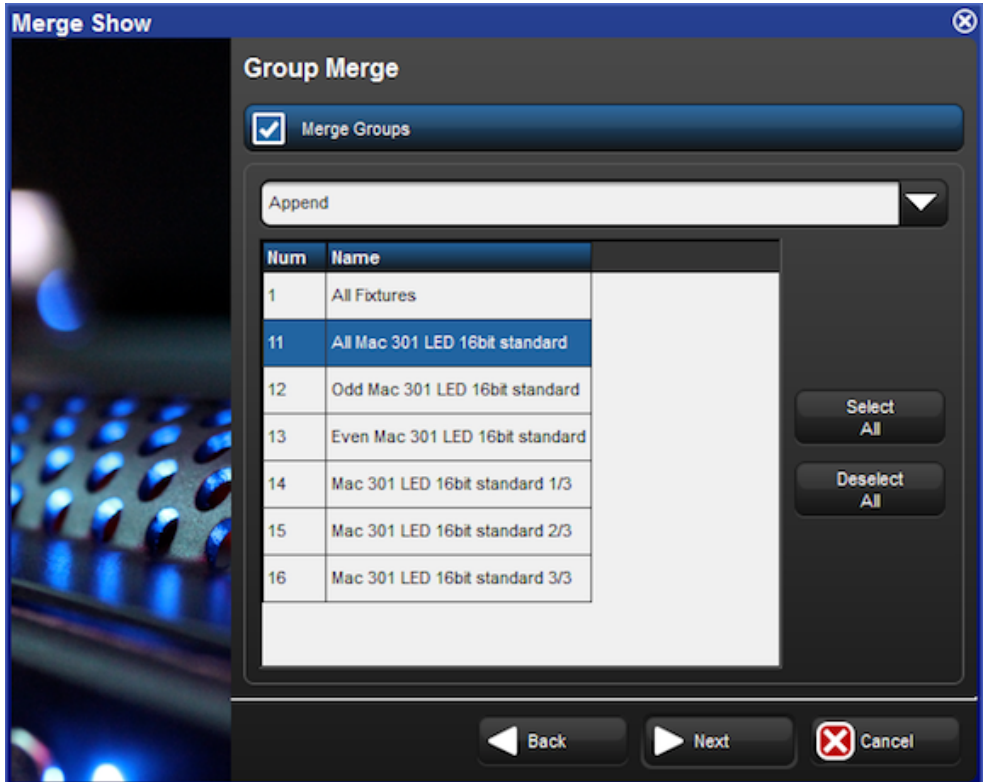 Merge Show
Group Merge
Merge Groups
Append
Num Name
1 All Fixtures
11 All Mac 301 LED 16bit standard
12 Odd Mac 301 LED 16bit standard
13 Even Mac 301 LED 16bit standard
14 Mac 301 LED 16bit standard 1/3
15 Mac 301 LED 16bit standard 2/3
16 Mac 301 LED 16bit standard 3/3
Select
All
Deselect
All
Back Next Cancel